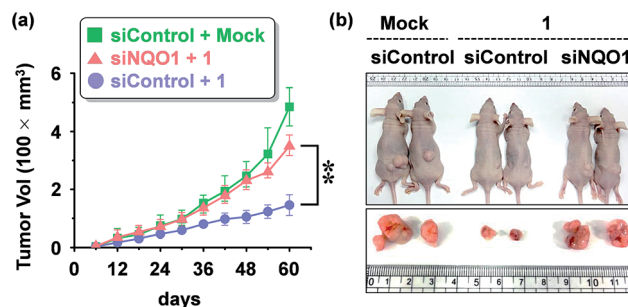 (a)
siControl + Mock
siNQO1 + 1
siControl + 1
Tumor Vol (100 × mm³)
6
4
2
0
0 12 24 36 48 60
days
**
(b)
Mock 1
siControl siControl siNQO1
0 1 2 3 4 5 6 7 8 9 10 11